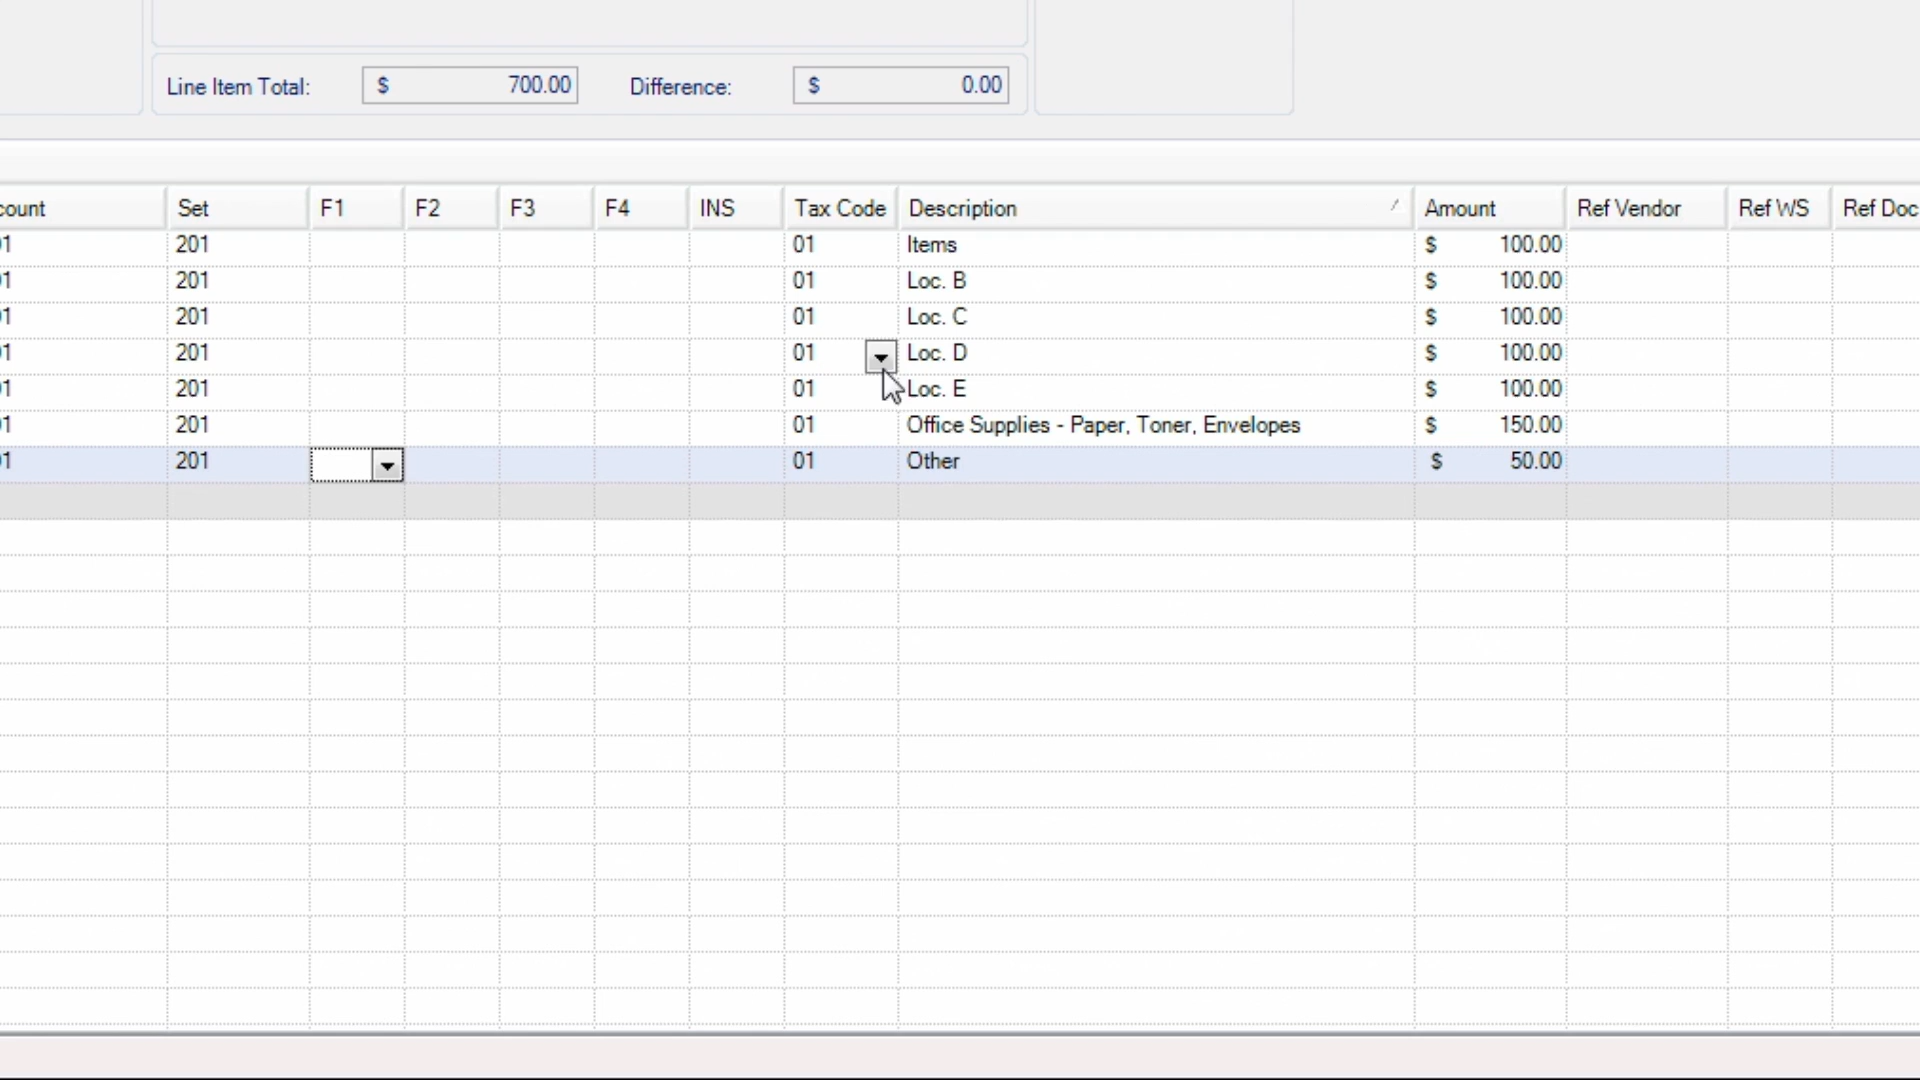 Line Item Total: $ 700.00 Difference: $ 0.00
count Set F1 F2 F3 F4 INS Tax Code Description Amount Ref Vendor Ref WS Ref Doc
1 201 01 Items $ 100.00
1 201 01 Loc. B $ 100.00
1 201 01 Loc. C $ 100.00
1 201 01 Loc. D $ 100.00
1 201 01 Loc. E $ 100.00
1 201 01 Office Supplies - Paper, Toner, Envelopes $ 150.00
1 201 01 Other $ 50.00